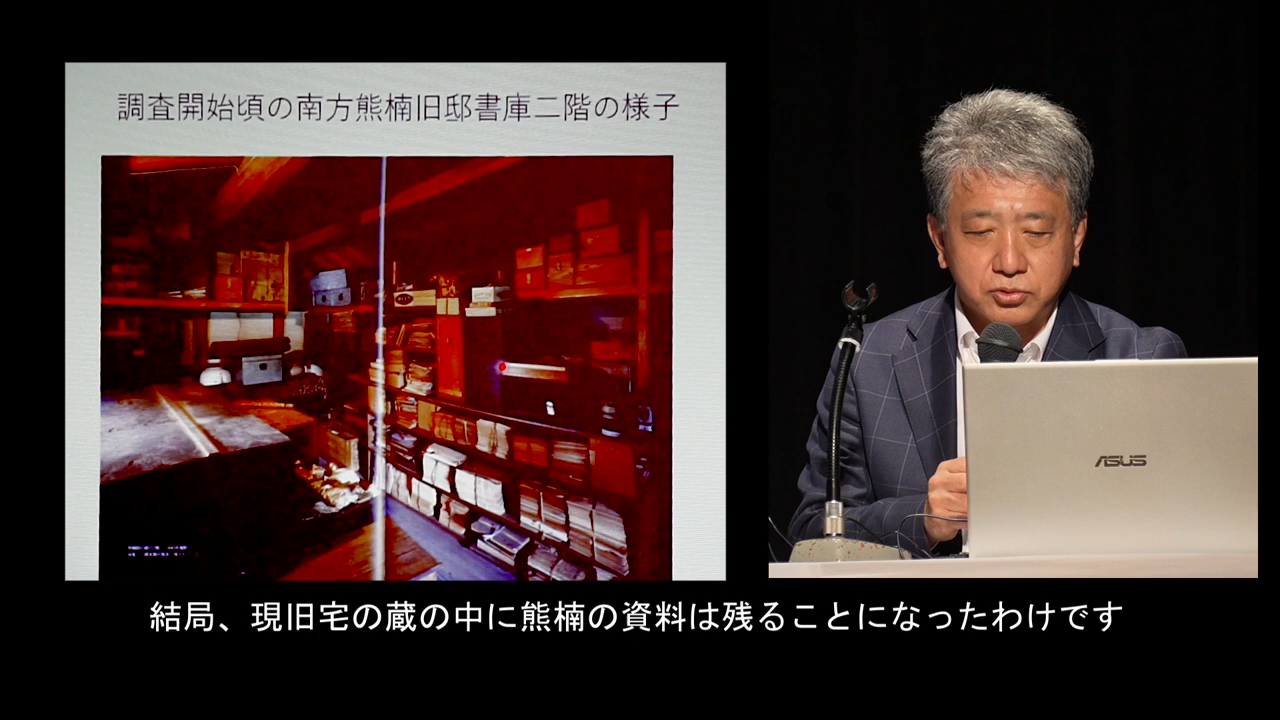 調査開始頃の南方熊楠旧邸書庫二階の様子
ASUS
結局、現旧宅の蔵の中に熊楠の資料は残ることになったわけです